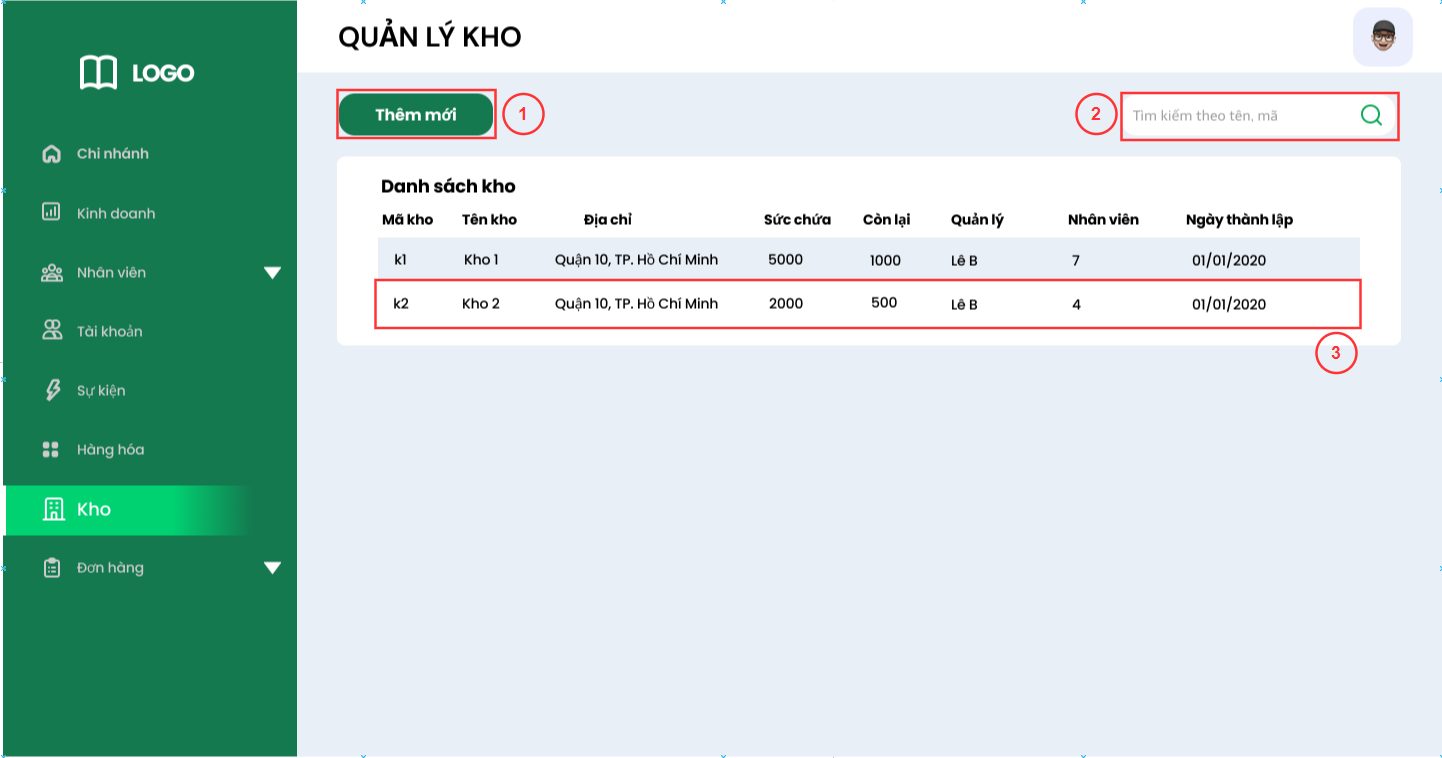 QUẢN LÝ KHO
LOGO
Chi nhánh
Kinh doanh
Nhân viên
Tài khoản
Sự kiện
Hàng hóa
Kho
Đơn hàng
Thêm mới 1
2 Tìm kiếm theo tên, mã
Danh sách kho
Mã kho Tên kho Địa chỉ Sức chứa Còn lại Quản lý Nhân viên Ngày thành lập
k1 Kho 1 Quận 10, TP. Hồ Chí Minh 5000 1000 Lê B 7 01/01/2020
k2 Kho 2 Quận 10, TP. Hồ Chí Minh 2000 500 Lê B 4 01/01/2020
3